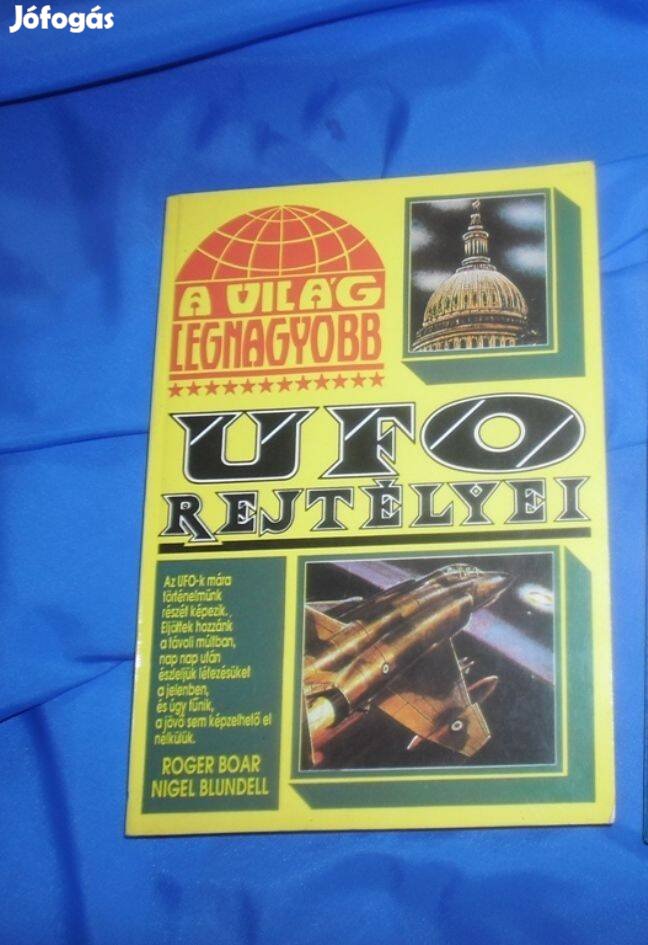 Jófogás
A VILÁG
LEGNAGYOBB
UFO
REJTÉLYEI
Az UFO-k mára
történelmünk
részét képezik.
Eljöttek hozzánk
a távoli múltban,
nap nap után
észleljük létezésüket
a jelenben,
és úgy tűnik,
a jövő sem képzelhető el
nélkülük.
ROGER BOAR
NIGEL BLUNDELL